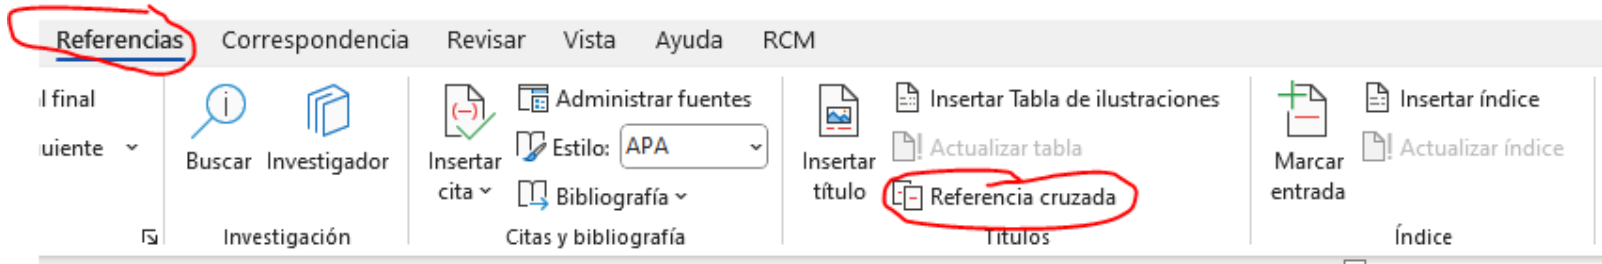 Referencias Correspondencia Revisar Vista Ayuda RCM
l final
uiente
Buscar Investigador
Investigación
Insertar cita
Administrar fuentes
Estilo: APA
Bibliografía
Citas y bibliografía
Insertar título
Insertar Tabla de ilustraciones
Actualizar tabla
Referencia cruzada
Títulos
Marcar entrada
Insertar índice
Actualizar índice
Índice